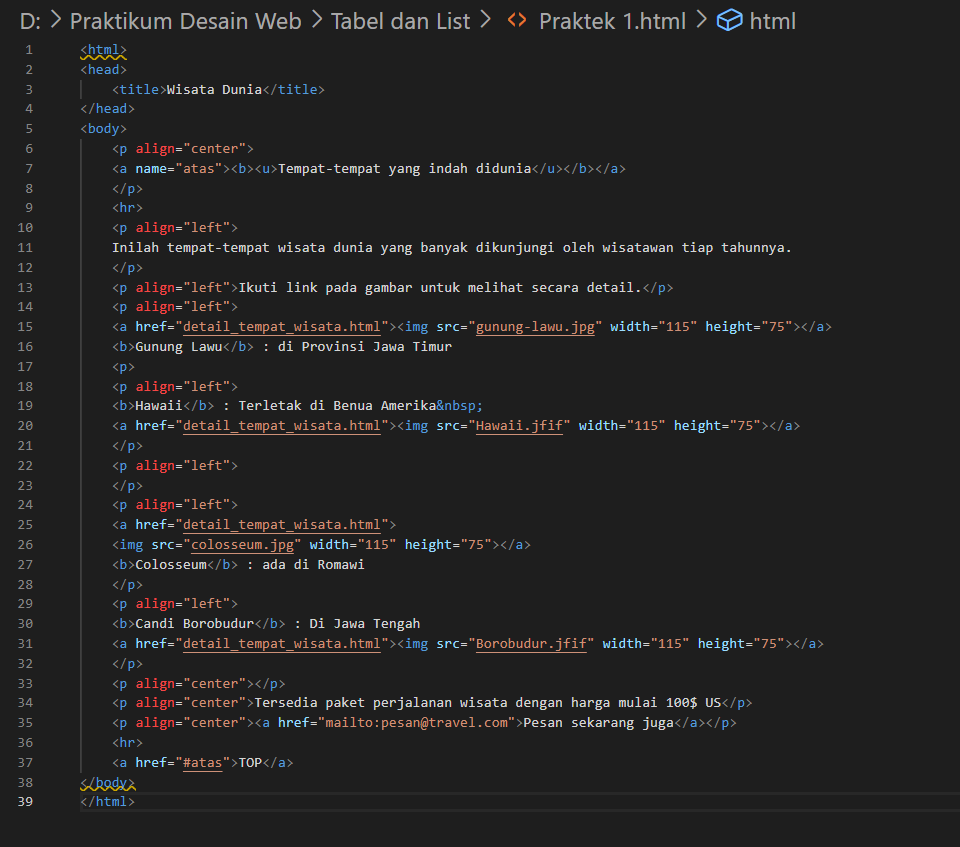 D: > Praktikum Desain Web > Tabel dan List > <> Praktek 1.html > html
1 <html>
2 <head>
3 <title>Wisata Dunia</title>
4 </head>
5 <body>
6 <p align="center">
7 <a name="atas"><b><u>Tempat-tempat yang indah didunia</u></b></a>
8 </p>
9 <hr>
10 <p align="left">
11 Inilah tempat-tempat wisata dunia yang banyak dikunjungi oleh wisatawan tiap tahunnya.
12 </p>
13 <p align="left">Ikuti link pada gambar untuk melihat secara detail.</p>
14 <p align="left">
15 <a href="detail_tempat_wisata.html"><img src="gunung-lawu.jpg" width="115" height="75"></a>
16 <b>Gunung Lawu</b> : di Provinsi Jawa Timur
17 <p>
18 <p align="left">
19 <b>Hawaii</b> : Terletak di Benua Amerika&nbsp;
20 <a href="detail_tempat_wisata.html"><img src="Hawaii.jfif" width="115" height="75"></a>
21 </p>
22 <p align="left">
23 </p>
24 <p align="left">
25 <a href="detail_tempat_wisata.html">
26 <img src="colosseum.jpg" width="115" height="75"></a>
27 <b>Colosseum</b> : ada di Romawi
28 </p>
29 <p align="left">
30 <b>Candi Borobudur</b> : Di Jawa Tengah
31 <a href="detail_tempat_wisata.html"><img src="Borobudur.jfif" width="115" height="75"></a>
32 </p>
33 <p align="center"></p>
34 <p align="center">Tersedia paket perjalanan wisata dengan harga mulai 100$ US</p>
35 <p align="center"><a href="mailto:pesan@travel.com">Pesan sekarang juga</a></p>
36 <hr>
37 <a href="#atas">TOP</a>
38 </body>
39 </html>